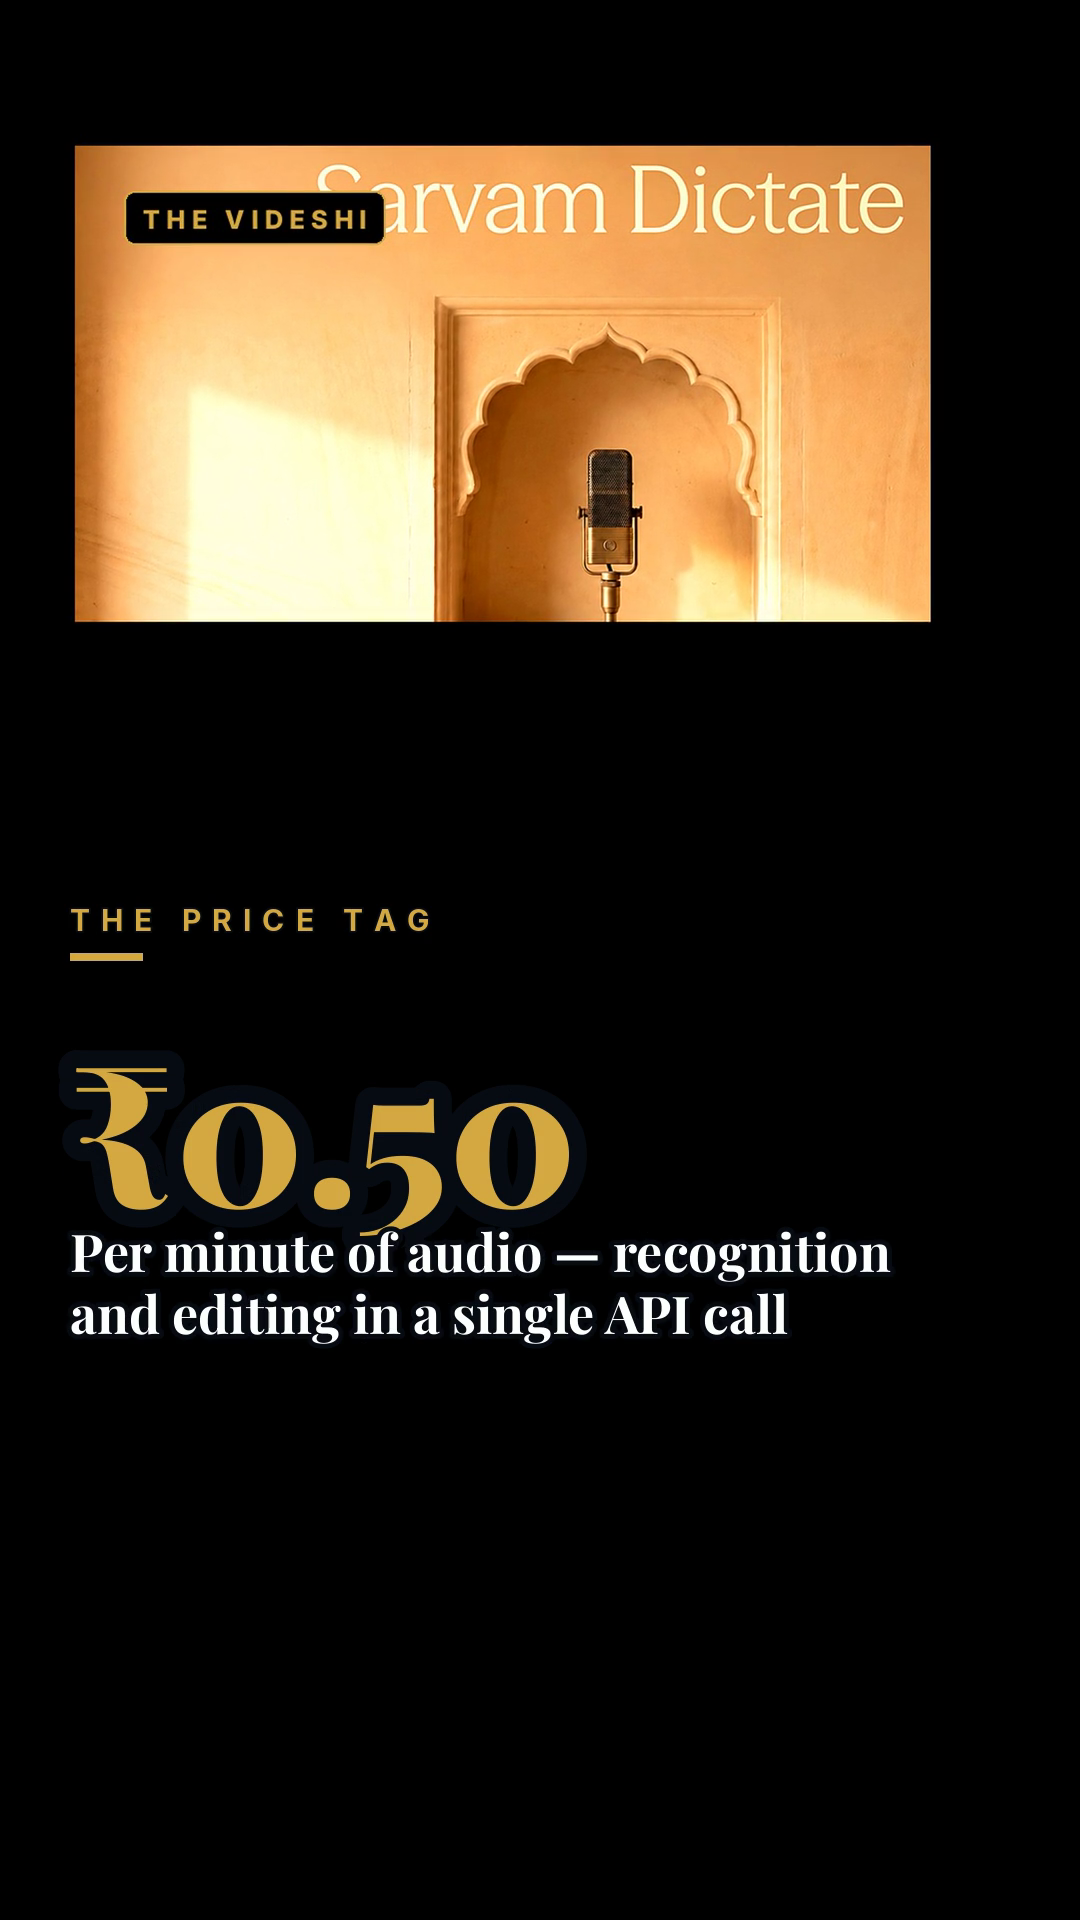 Sarvam Dictate
THE VIDESHI
THE PRICE TAG
₹0.50
Per minute of audio — recognition
and editing in a single API call